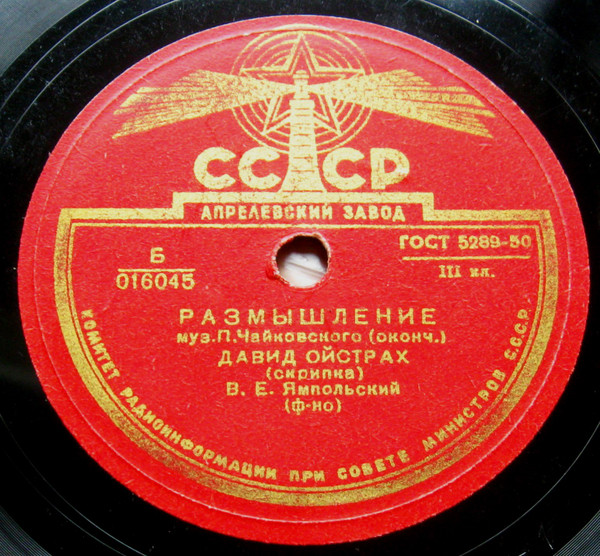 СССР
АПРЕЛЕВСКИЙ ЗАВОД
Б
016045
ГОСТ 5289-50
III кл.
РАЗМЫШЛЕНИЕ
муз.П.Чайковского (оконч.)
ДАВИД ОЙСТРАХ
(скрипка)
В. Е. Ямпольский
(ф-но)
КОМИТЕТ РАДИОИНФОРМАЦИИ ПРИ СОВЕТЕ МИНИСТРОВ С.С.С.Р.